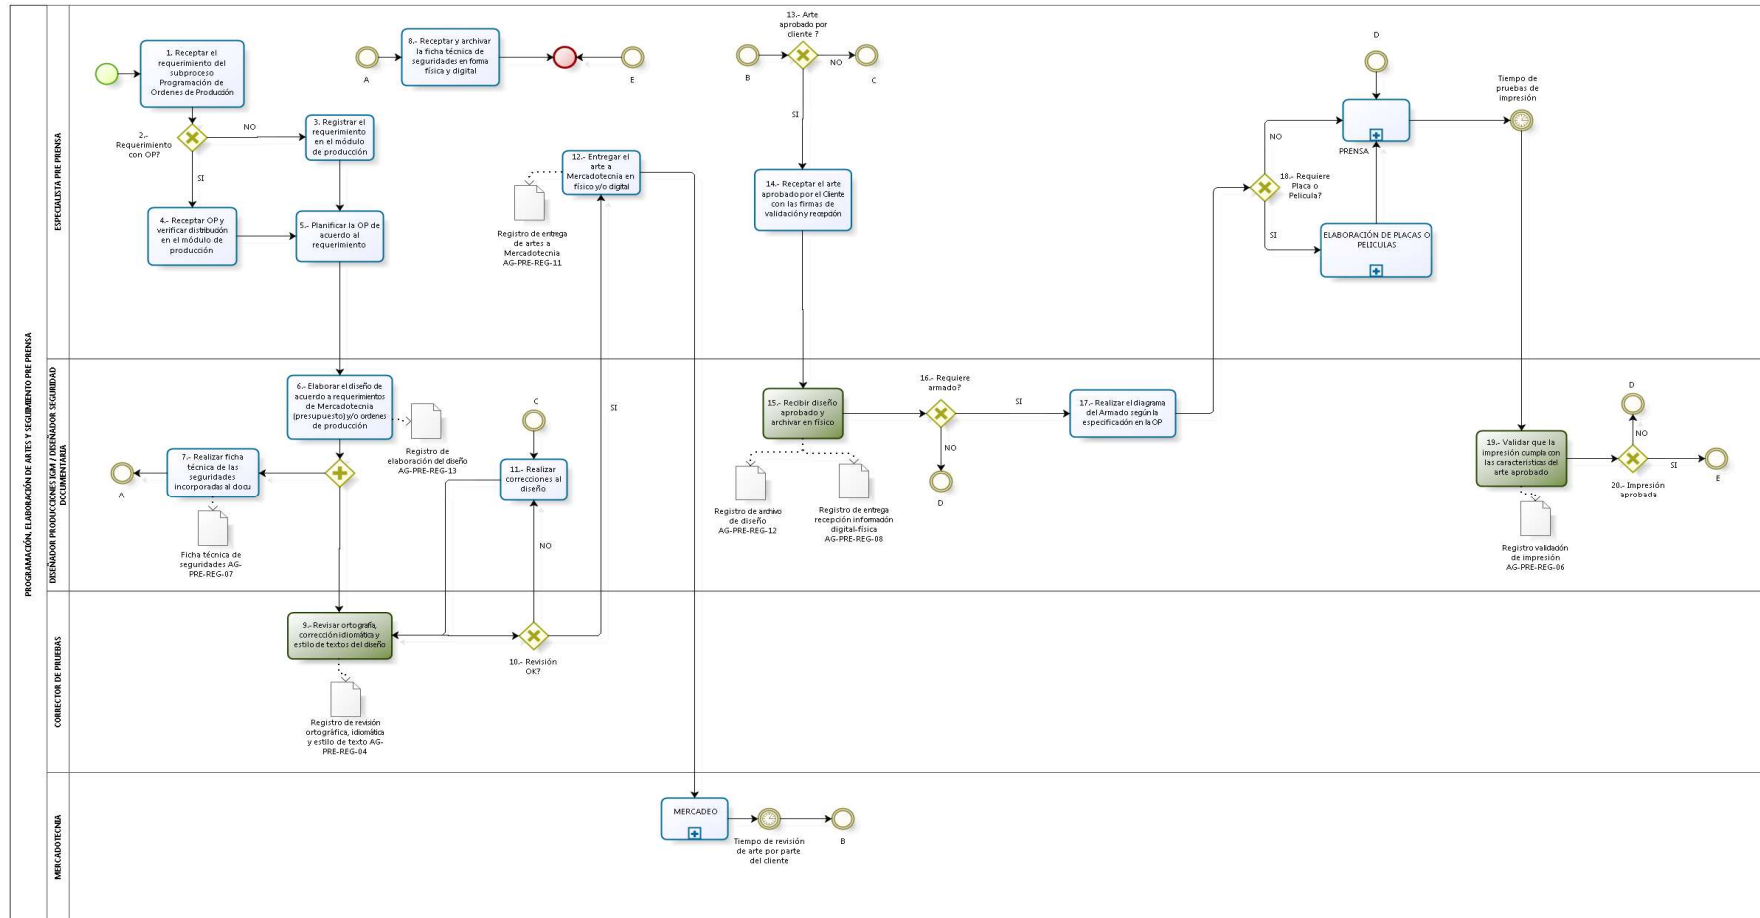 PROGRAMACIÓN, ELABORACIÓN DE ARTES Y SEGUIMIENTO PRE PRENSA
ESPECIALISTA PRE PRENSA
1. Receptar el
requerimiento del
subproceso
Programación de
Ordenes de Producción
2.-
Requerimiento
con OP?
NO
SI
3. Registrar el
requerimiento
en el módulo
de producción
4.- Receptar OP y
verificar distribución
en el módulo de
producción
5.- Planificar la OP de
acuerdo al
requerimiento
A
8.- Receptar y archivar
la ficha técnica de
seguridades en forma
física y digital
E
12.- Entregar el
arte a
Mercadotecnia en
físico y/o digital
Registro de entrega
de artes a
Mercadotecnia
AG-PRE-REG-11
13.- Arte
aprobado por
cliente ?
B
NO
C
SI
14.- Receptar el arte
aprobado por el Cliente
con las firmas de
validación y recepción
D
PRENSA
NO
18.- Requiere
Placa o
Pelicula?
SI
ELABORACIÓN DE PLACAS O
PELICULAS
Tiempo de
pruebas de
impresión
DISEÑADOR PRODUCCIONES IGM / DISEÑADOR SEGURIDAD
DOCUMENTARIA
6.- Elaborar el diseño de
acuerdo a requerimientos
de Mercadotecnia
(presupuesto) y/o ordenes
de producción
Registro de
elaboración del diseño
AG-PRE-REG-13
A
7.- Realizar ficha
técnica de las
seguridades
incorporadas al docu
Ficha técnica de
seguridades AG-
PRE-REG-07
C
11.- Realizar
correcciones al
diseño
NO
SI
15.- Recibir diseño
aprobado y
archivar en físico
Registro de archivo
de diseño
AG-PRE-REG-12
Registro de entrega
recepción información
digital-física
AG-PRE-REG-08
16.- Requiere
armado?
SI
NO
D
17.- Realizar el diagrama
del Armado según la
especificación en la OP
19.- Validar que la
impresión cumpla con
las características del
arte aprobado
Registro validación
de impresión
AG-PRE-REG-06
D
NO
SI
E
20.- Impresión
aprobada
CORRECTOR DE PRUEBAS
9.- Revisar ortografía,
corrección idiomática y
estilo de textos del diseño
Registro de revisión
ortográfica, idiomática
y estilo de texto AG-
PRE-REG-04
10.- Revisión
OK?
MERCADOTECNIA
MERCADEO
Tiempo de revisión
de arte por parte
del cliente
B